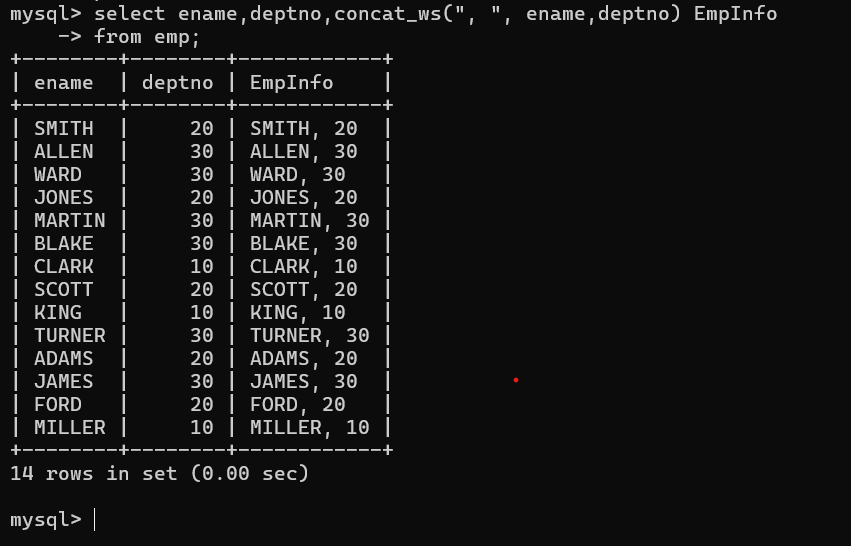 mysql> select ename,deptno,concat_ws(", ", ename,deptno) EmpInfo
    -> from emp;
+--------+--------+------------+
| ename  | deptno | EmpInfo    |
+--------+--------+------------+
| SMITH  |     20 | SMITH, 20  |
| ALLEN  |     30 | ALLEN, 30  |
| WARD   |     30 | WARD, 30   |
| JONES  |     20 | JONES, 20  |
| MARTIN |     30 | MARTIN, 30 |
| BLAKE  |     30 | BLAKE, 30  |
| CLARK  |     10 | CLARK, 10  |
| SCOTT  |     20 | SCOTT, 20  |
| KING   |     10 | KING, 10   |
| TURNER |     30 | TURNER, 30 |
| ADAMS  |     20 | ADAMS, 20  |
| JAMES  |     30 | JAMES, 30  |
| FORD   |     20 | FORD, 20   |
| MILLER |     10 | MILLER, 10 |
+--------+--------+------------+
14 rows in set (0.00 sec)

mysql>